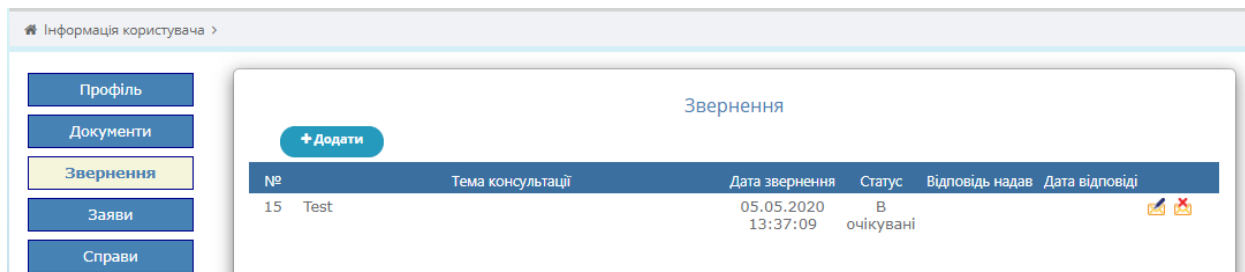 Інформація користувача >
Профіль
Документи
Звернення
Заяви
Справи
Звернення
+Додати
№ Тема консультації Дата звернення Статус Відповідь надав Дата відповіді
15 Test 05.05.2020 В
13:37:09 очікувані